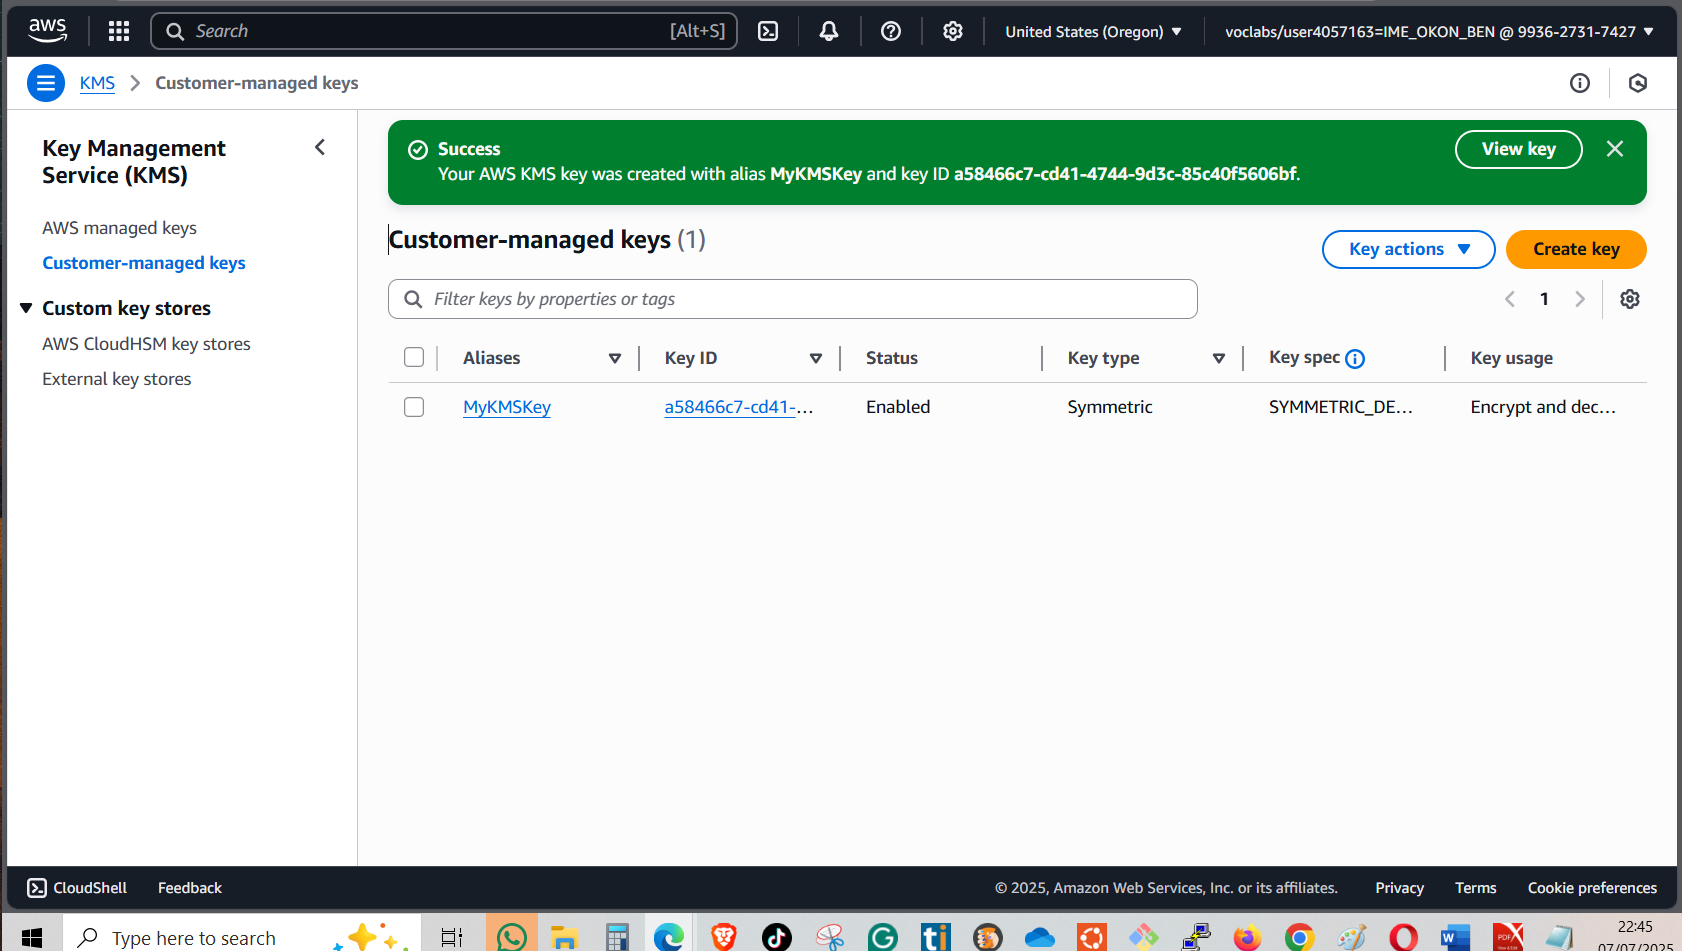 aws
Search [Alt+S]
United States (Oregon)
voclabs/user4057163=IME_OKON_BEN @ 9936-2731-7427
KMS
Customer-managed keys
Key Management
Service (KMS)
AWS managed keys
Customer-managed keys
Custom key stores
AWS CloudHSM key stores
External key stores
Success
Your AWS KMS key was created with alias MyKMSKey and key ID a58466c7-cd41-4744-9d3c-85c40f5606bf.
View key
Customer-managed keys (1)
Key actions
Create key
Filter keys by properties or tags
1
Aliases Key ID Status Key type Key spec Key usage
MyKMSKey a58466c7-cd41-... Enabled Symmetric SYMMETRIC_DE... Encrypt and dec...
CloudShell Feedback
© 2025, Amazon Web Services, Inc. or its affiliates. Privacy Terms Cookie preferences
Type here to search
22:45
07/07/2025